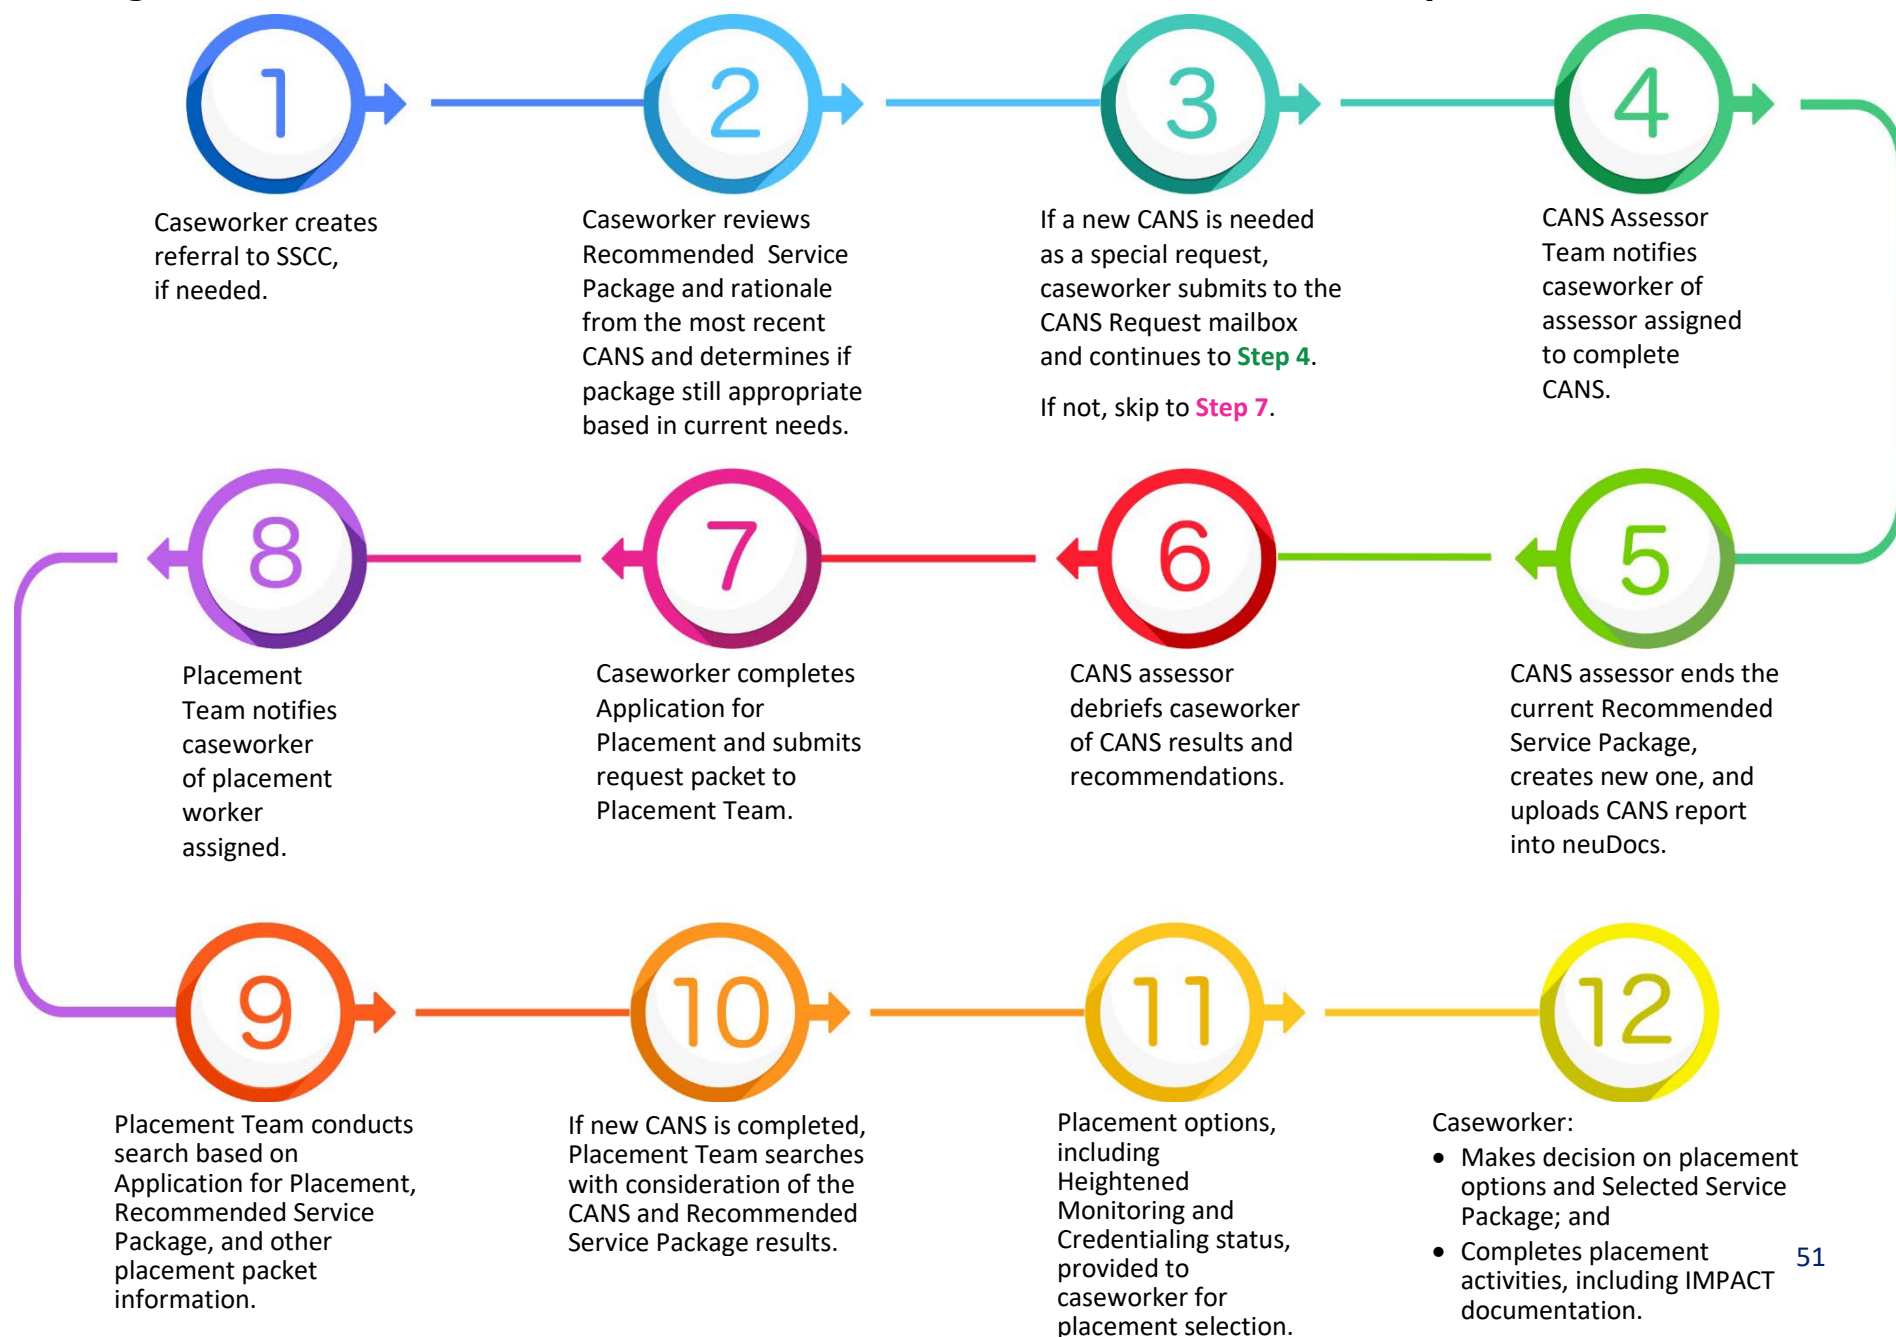 1
2
3
4
Caseworker creates
referral to SSCC,
if needed.
Caseworker reviews
Recommended Service
Package and rationale
from the most recent
CANS and determines if
package still appropriate
based in current needs.
If a new CANS is needed
as a special request,
caseworker submits to the
CANS Request mailbox
and continues to Step 4.
If not, skip to Step 7.
CANS Assessor
Team notifies
caseworker of
assessor assigned
to complete
CANS.
8
7
6
5
Placement
Team notifies
caseworker
of placement
worker
assigned.
Caseworker completes
Application for
Placement and submits
request packet to
Placement Team.
CANS assessor
debriefs caseworker
of CANS results and
recommendations.
CANS assessor ends the
current Recommended
Service Package,
creates new one, and
uploads CANS report
into neuDocs.
9
10
11
12
Placement Team conducts
search based on
Application for Placement,
Recommended Service
Package, and other
placement packet
information.
If new CANS is completed,
Placement Team searches
with consideration of the
CANS and Recommended
Service Package results.
Placement options,
including
Heightened
Monitoring and
Credentialing status,
provided to
caseworker for
placement selection.
Caseworker:
• Makes decision on placement
options and Selected Service
Package; and
• Completes placement
activities, including IMPACT
documentation.
51